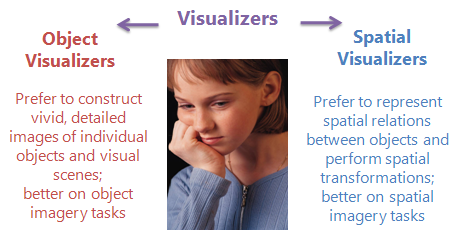 Visualizers
Object
Visualizers
Prefer to construct
vivid, detailed
images of individual
objects and visual
scenes;
better on object
imagery tasks
Spatial
Visualizers
Prefer to represent
spatial relations
between objects and
perform spatial
transformations;
better on spatial
imagery tasks